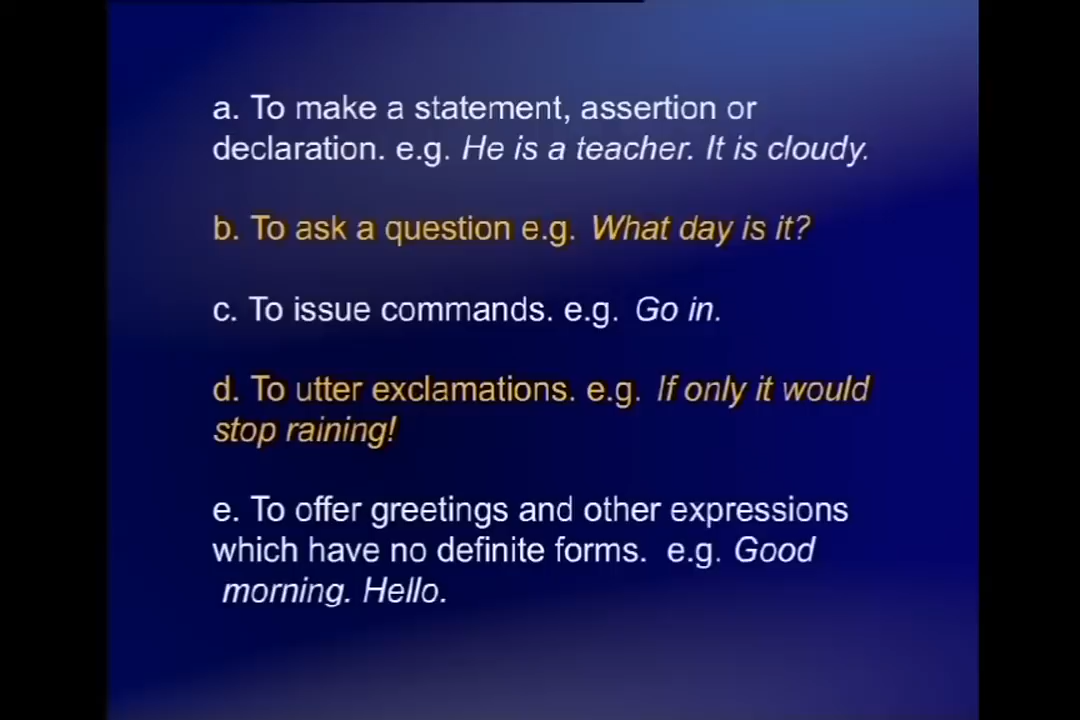 a. To make a statement, assertion or
declaration. e.g. He is a teacher. It is cloudy.
b. To ask a question e.g. What day is it?
c. To issue commands. e.g. Go in.
d. To utter exclamations. e.g. If only it would
stop raining!
e. To offer greetings and other expressions
which have no definite forms. e.g. Good
morning. Hello.